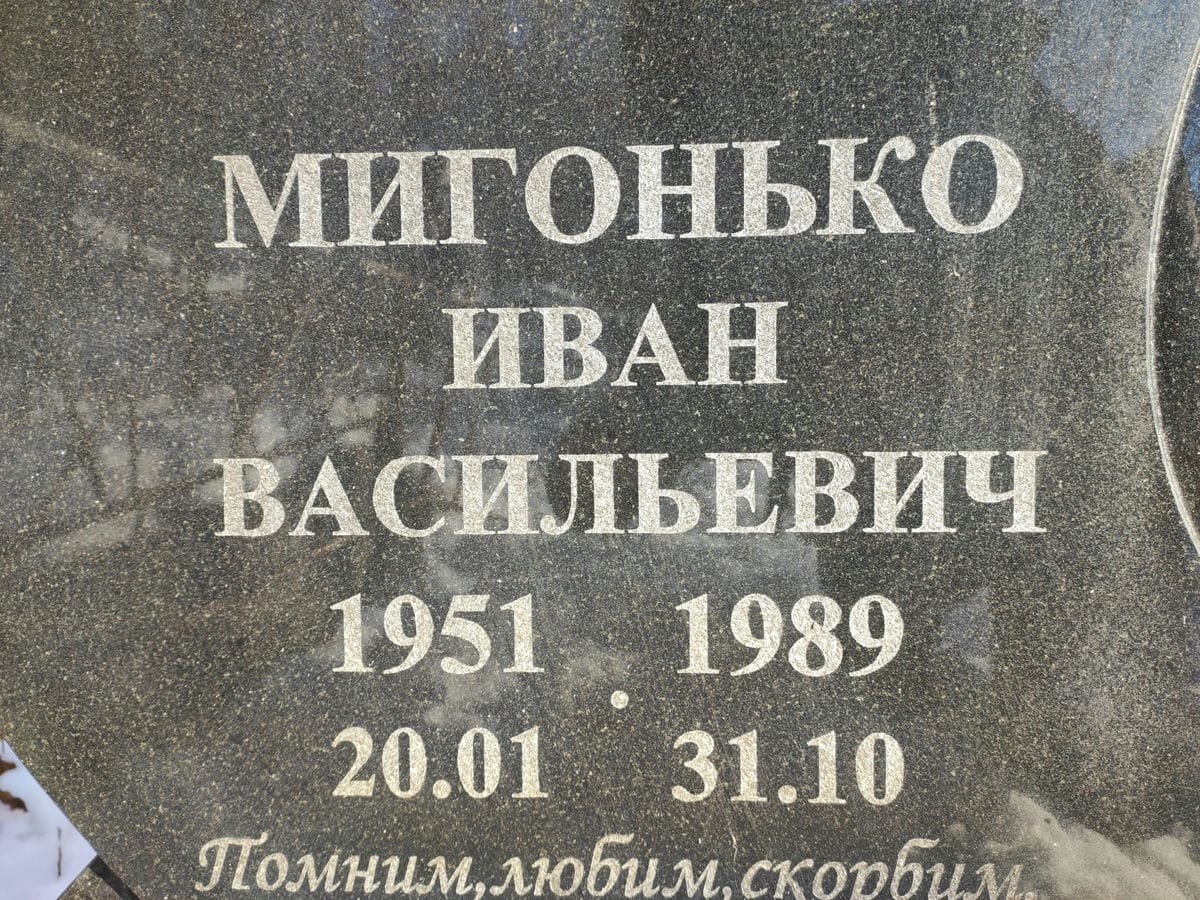 МИГОНЬКО
ИВАН
ВАСИЛЬЕВИЧ
1951 1989
20.01 31.10
Помним, любим, скорбим.